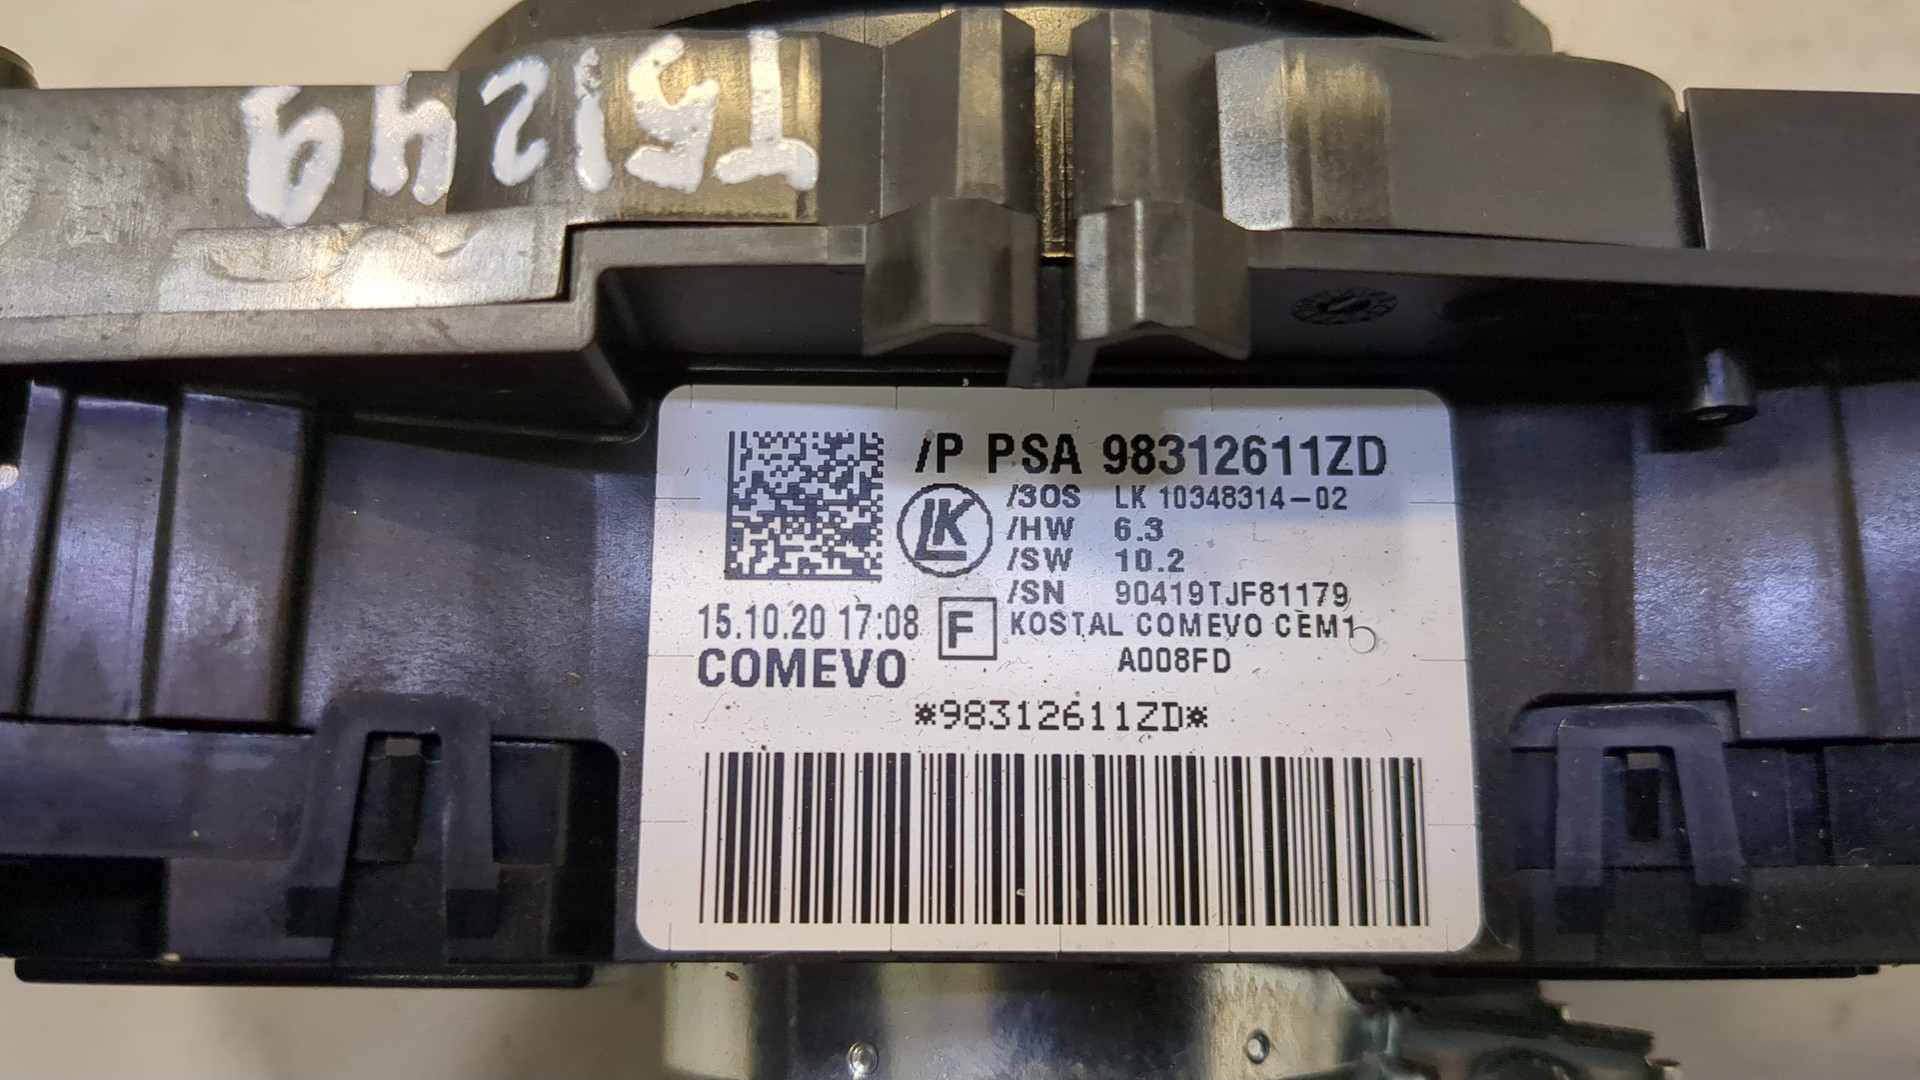 /P PSA 98312611ZD
LK
/3OS LK 10348314-02
/HW 6.3
/SW 10.2
/SN 90419TJF81179
15.10.20 17:08
F
KOSTAL COMEVO CEM1
COMEVO
A008FD
*98312611ZD*